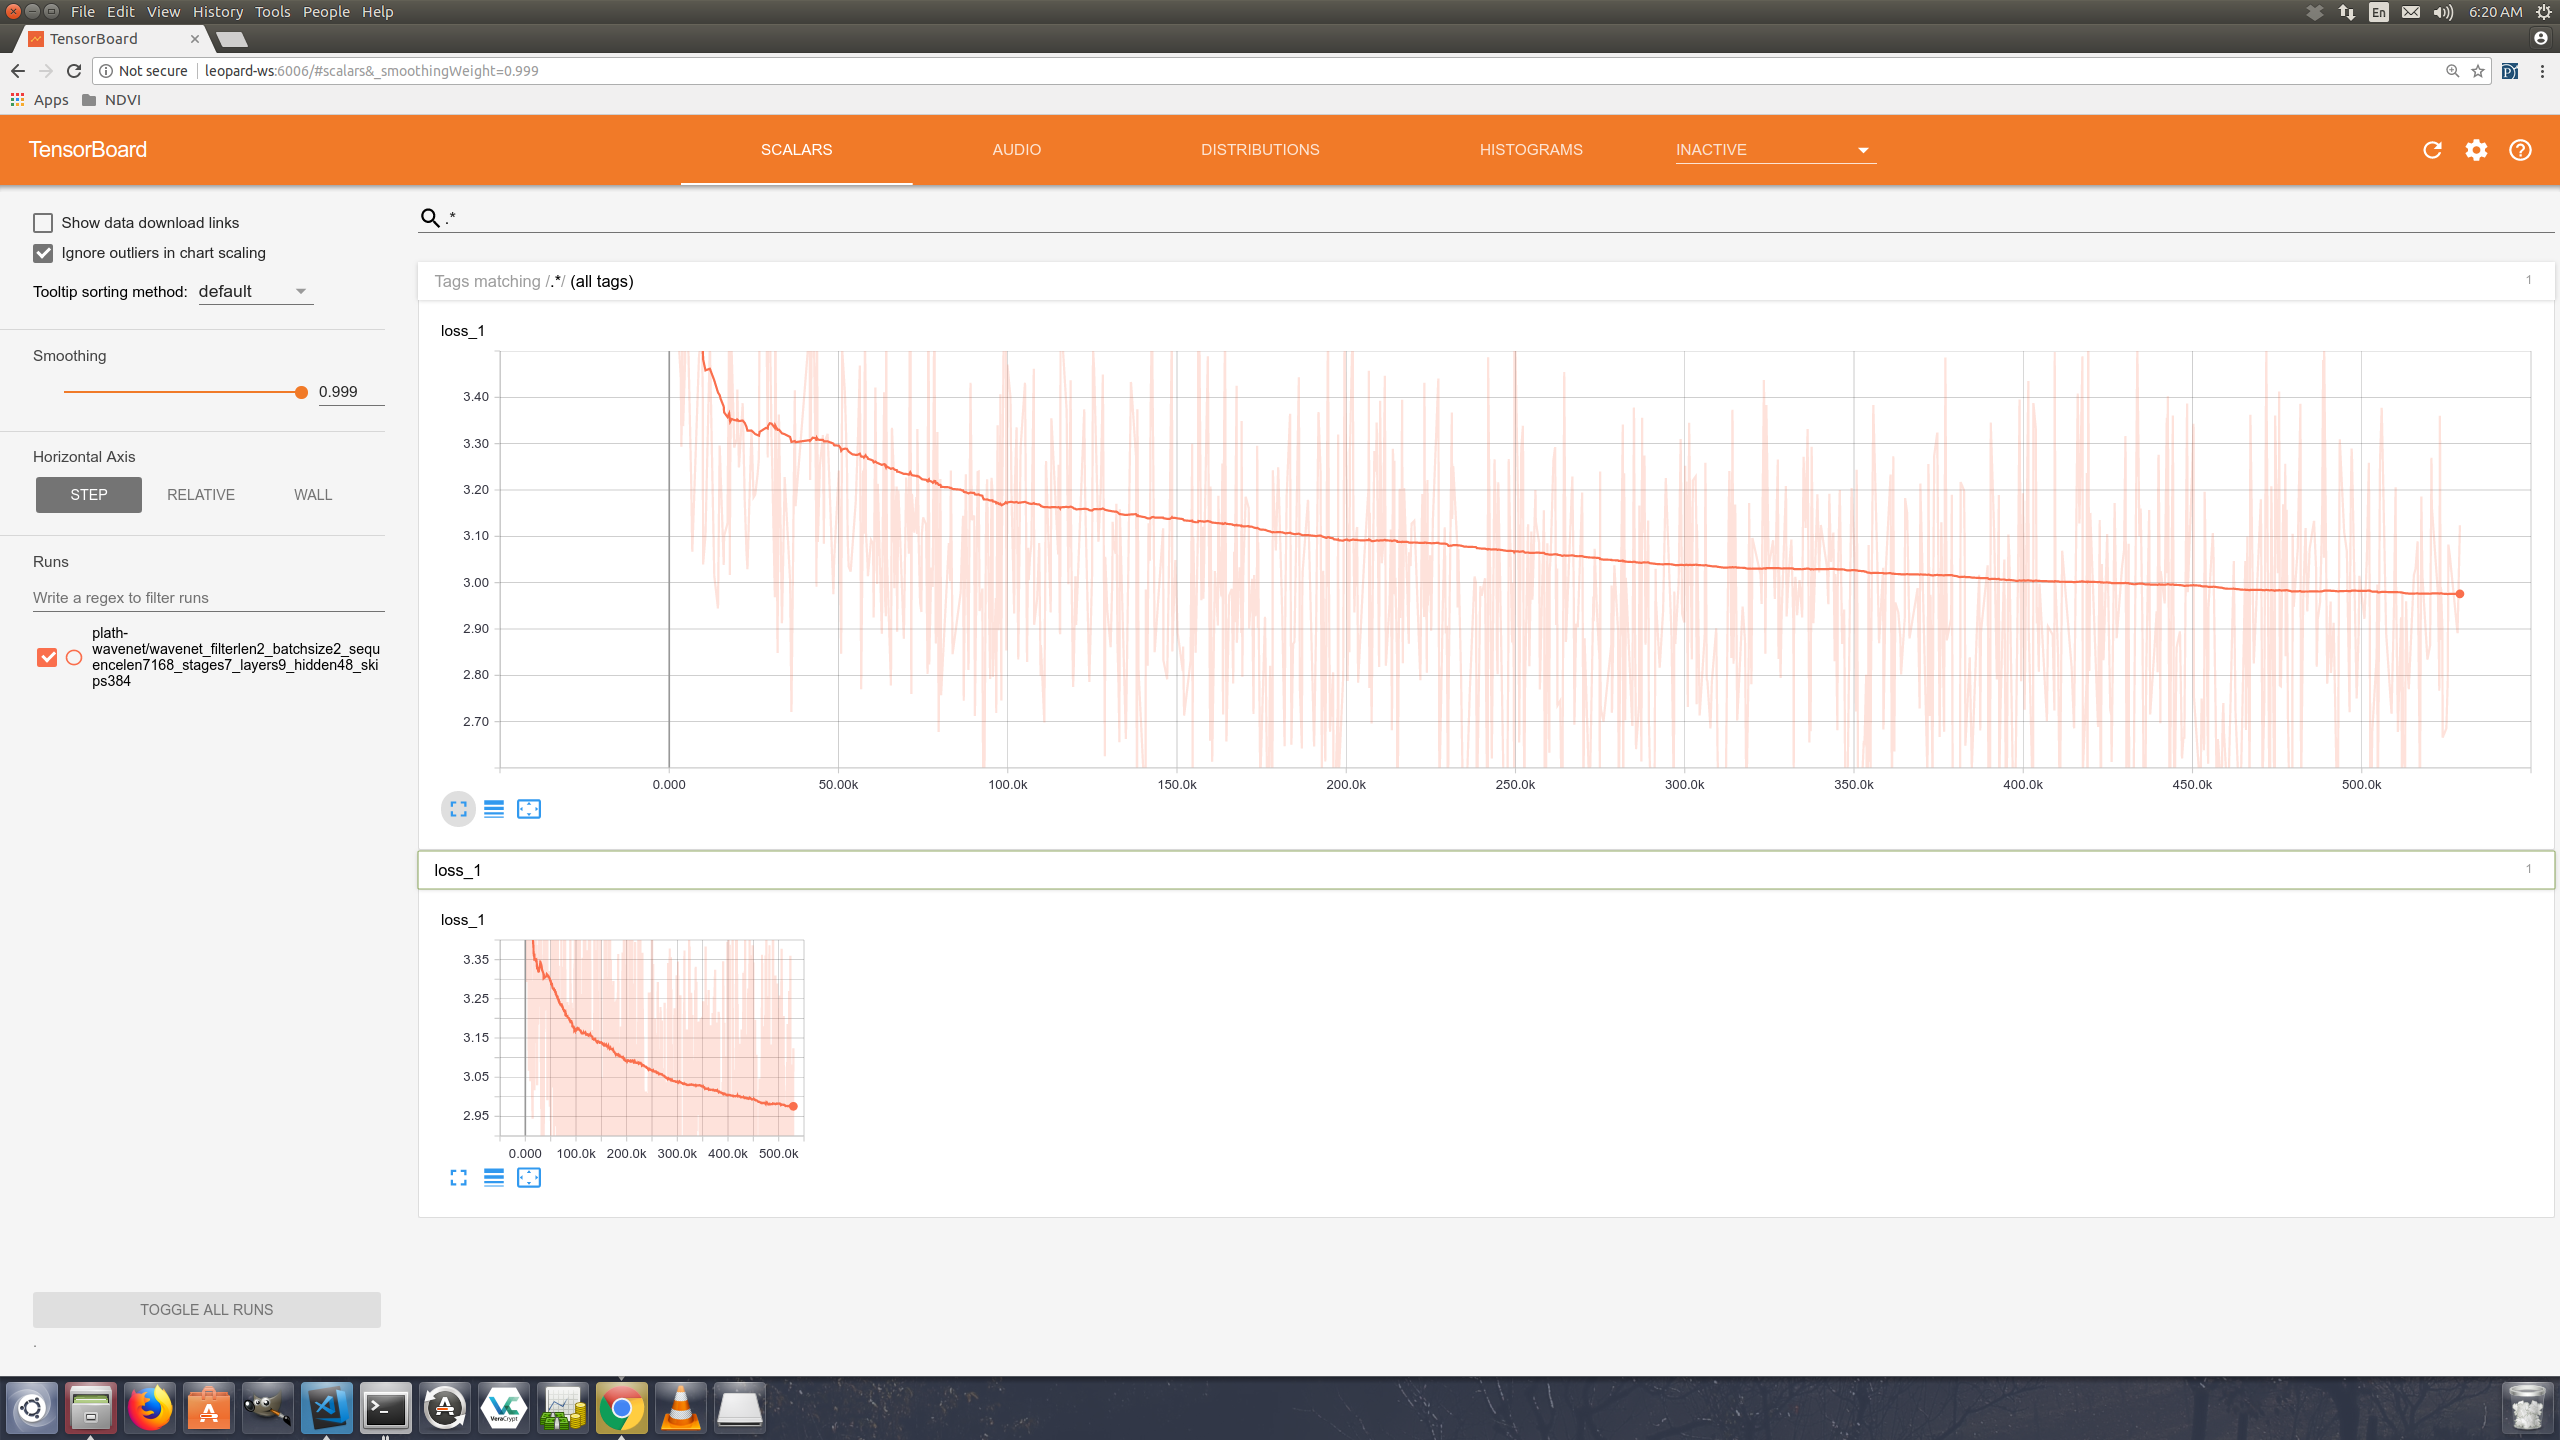 File Edit View History Tools People Help
En 6:20 AM
TensorBoard
Not secure leopard-ws:6006/#scalars&_smoothingWeight=0.999
Apps NDVI
TensorBoard SCALARS AUDIO DISTRIBUTIONS HISTOGRAMS INACTIVE
Show data download links
Ignore outliers in chart scaling
Tooltip sorting method: default
Smoothing
0.999
Horizontal Axis
STEP RELATIVE WALL
Runs
Write a regex to filter runs
plath-
wavenet/wavenet_filterlen2_batchsize2_sequ
encelen7168_stages7_layers9_hidden48_ski
ps384
TOGGLE ALL RUNS
.
.*
Tags matching /.*/ (all tags) 1
loss_1
3.40
3.30
3.20
3.10
3.00
2.90
2.80
2.70
0.000 50.00k 100.0k 150.0k 200.0k 250.0k 300.0k 350.0k 400.0k 450.0k 500.0k
loss_1 1
loss_1
3.35
3.25
3.15
3.05
2.95
0.000 100.0k 200.0k 300.0k 400.0k 500.0k
VeraCrypt